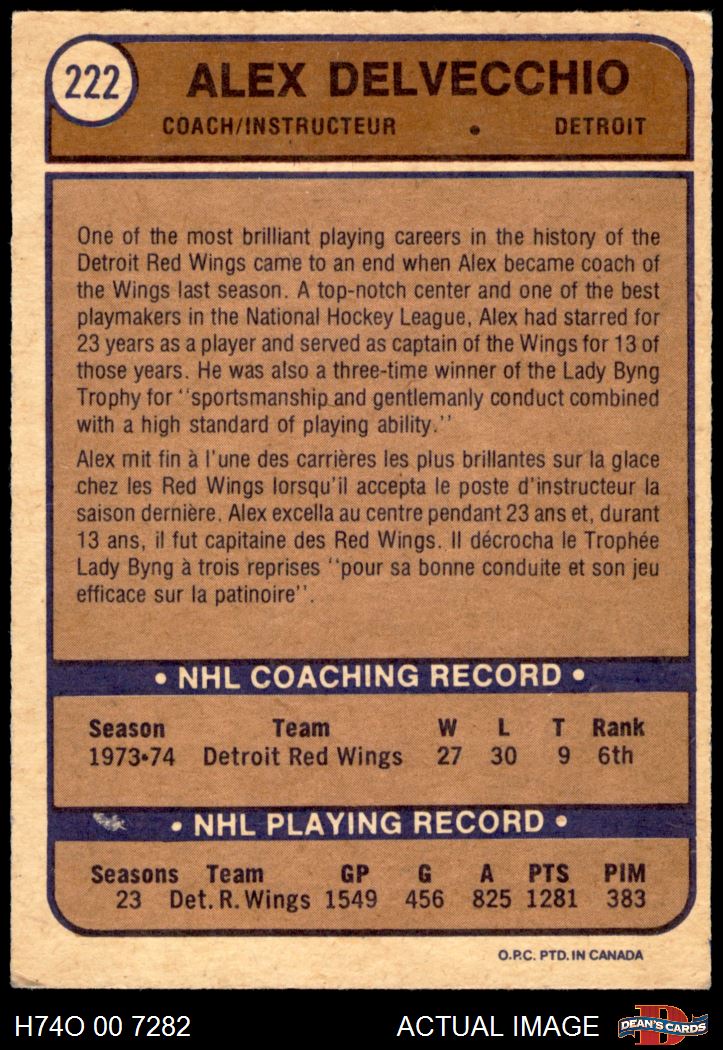 222
ALEX DELVECCHIO
COACH/INSTRUCTEUR • DETROIT
One of the most brilliant playing careers in the history of the
Detroit Red Wings came to an end when Alex became coach of
the Wings last season. A top-notch center and one of the best
playmakers in the National Hockey League, Alex had starred for
23 years as a player and served as captain of the Wings for 13 of
those years. He was also a three-time winner of the Lady Byng
Trophy for ''sportsmanship and gentlemanly conduct combined
with a high standard of playing ability.''
Alex mit fin à l'une des carrières les plus brillantes sur la glace
chez les Red Wings lorsqu'il accepta le poste d'instructeur la
saison dernière. Alex excella au centre pendant 23 ans et, durant
13 ans, il fut capitaine des Red Wings. Il décrocha le Trophée
Lady Byng à trois reprises ''pour sa bonne conduite et son jeu
efficace sur la patinoire''.
• NHL COACHING RECORD •
Season Team W L T Rank
1973•74 Detroit Red Wings 27 30 9 6th
• NHL PLAYING RECORD •
Seasons Team GP G A PTS PIM
23 Det. R. Wings 1549 456 825 1281 383
O.P.C. PTD. IN CANADA
H74O 00 7282 ACTUAL IMAGE
D
DEAN'S CARDS